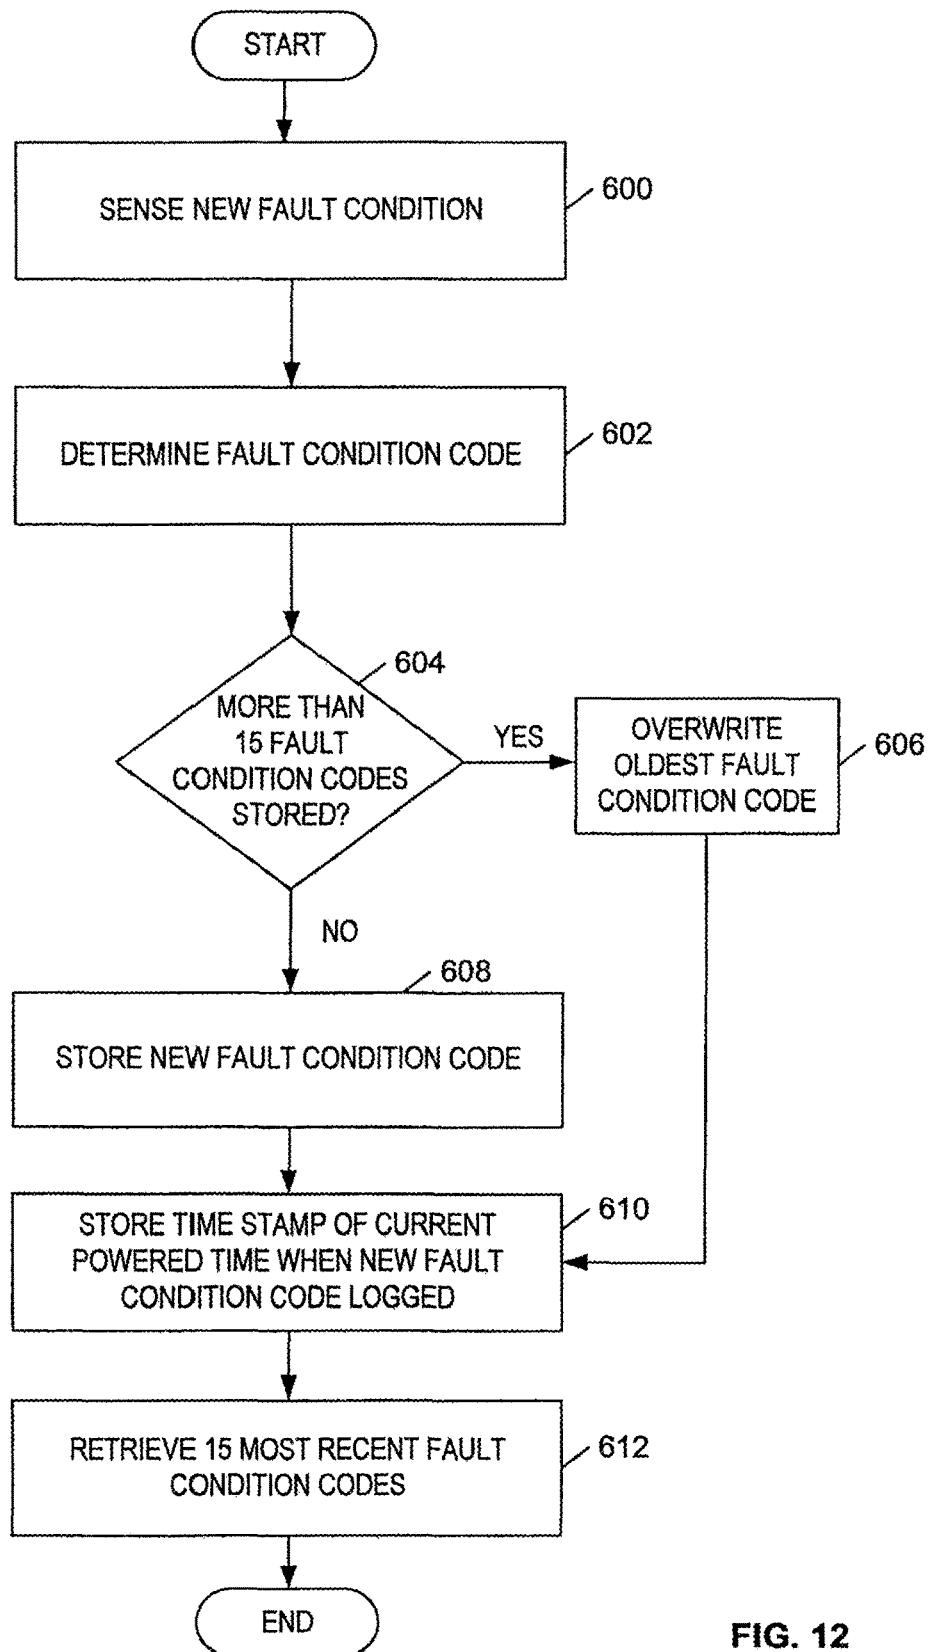 START
SENSE NEW FAULT CONDITION
600
DETERMINE FAULT CONDITION CODE
602
604
MORE THAN
15 FAULT
CONDITION CODES
STORED?
YES
OVERWRITE
OLDEST FAULT
CONDITION CODE
606
NO
608
STORE NEW FAULT CONDITION CODE
STORE TIME STAMP OF CURRENT
POWERED TIME WHEN NEW FAULT
CONDITION CODE LOGGED
610
RETRIEVE 15 MOST RECENT FAULT
CONDITION CODES
612
END
FIG. 12